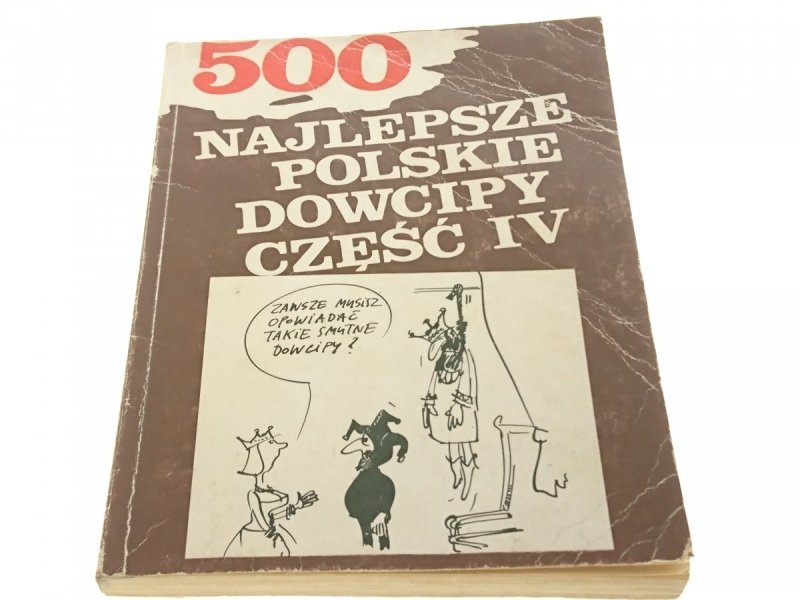 500
NAJLEPSZE
POLSKIE
DOWCIPY
CZĘŚĆ IV
ZAWSZE MUSISZ
OPOWIADAĆ
TAKIE SMUTNE
DOWCIPY?